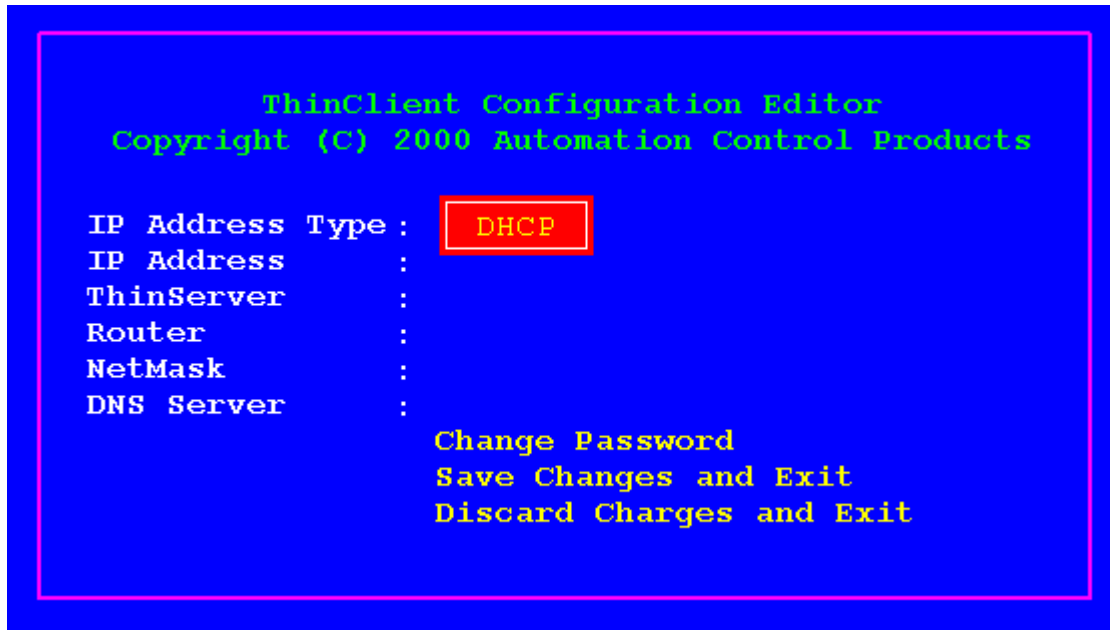 ThinClient Configuration Editor
Copyright (C) 2000 Automation Control Products
IP Address Type : DHCP
IP Address :
ThinServer :
Router :
NetMask :
DNS Server :
Change Password
Save Changes and Exit
Discard Charges and Exit